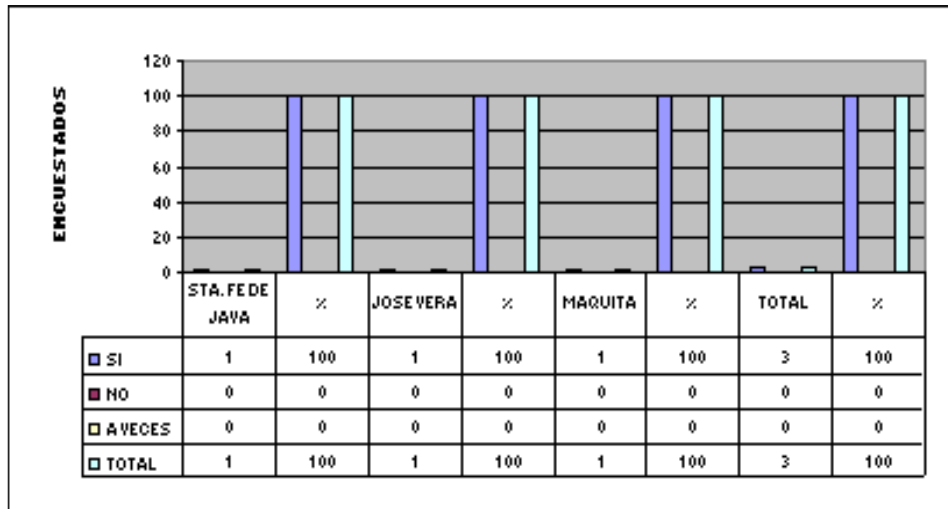 ENCUESTADOS
120
100
80
60
40
20
0
STA. FE DE JAVA % JOSE VERA % MAQUITA % TOTAL %
SI 1 100 1 100 1 100 3 100
NO 0 0 0 0 0 0 0 0
A VECES 0 0 0 0 0 0 0 0
TOTAL 1 100 1 100 1 100 3 100